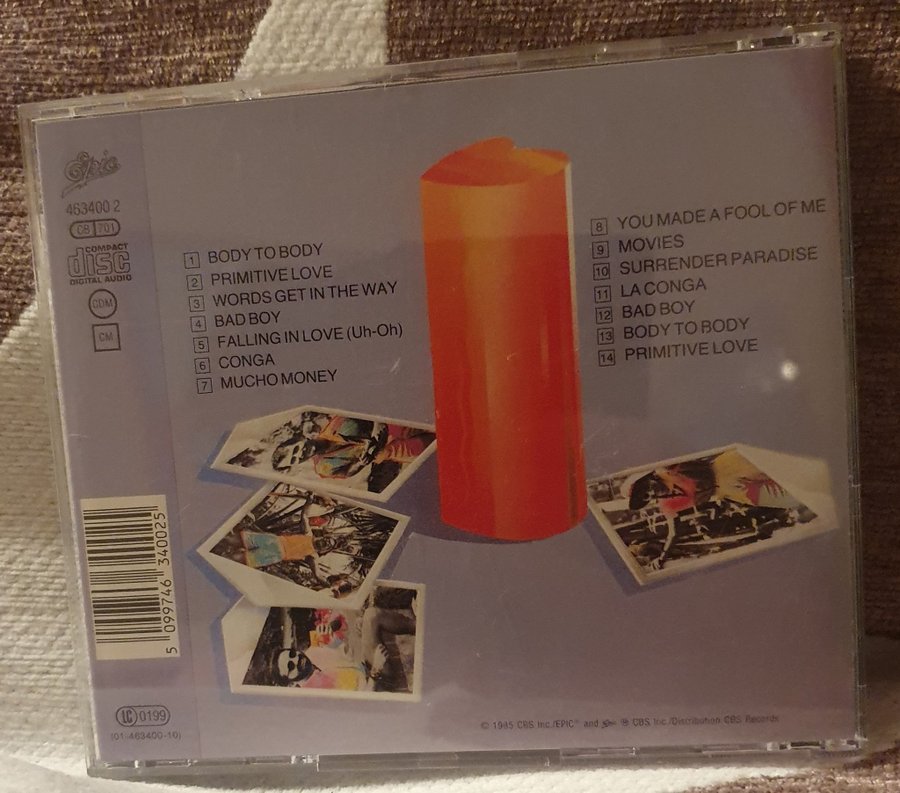 Epic
463400 2
CB 701
COMPACT
disc
DIGITAL AUDIO
CDM
CM
1 BODY TO BODY
2 PRIMITIVE LOVE
3 WORDS GET IN THE WAY
4 BAD BOY
5 FALLING IN LOVE (Uh-Oh)
6 CONGA
7 MUCHO MONEY
8 YOU MADE A FOOL OF ME
9 MOVIES
10 SURRENDER PARADISE
11 LA CONGA
12 BAD BOY
13 BODY TO BODY
14 PRIMITIVE LOVE
5 099746 340025
LC 0199
(01-463400-10)
© 1985 CBS Inc./EPIC® and Epic ℗ CBS Inc./Distribution CBS Records